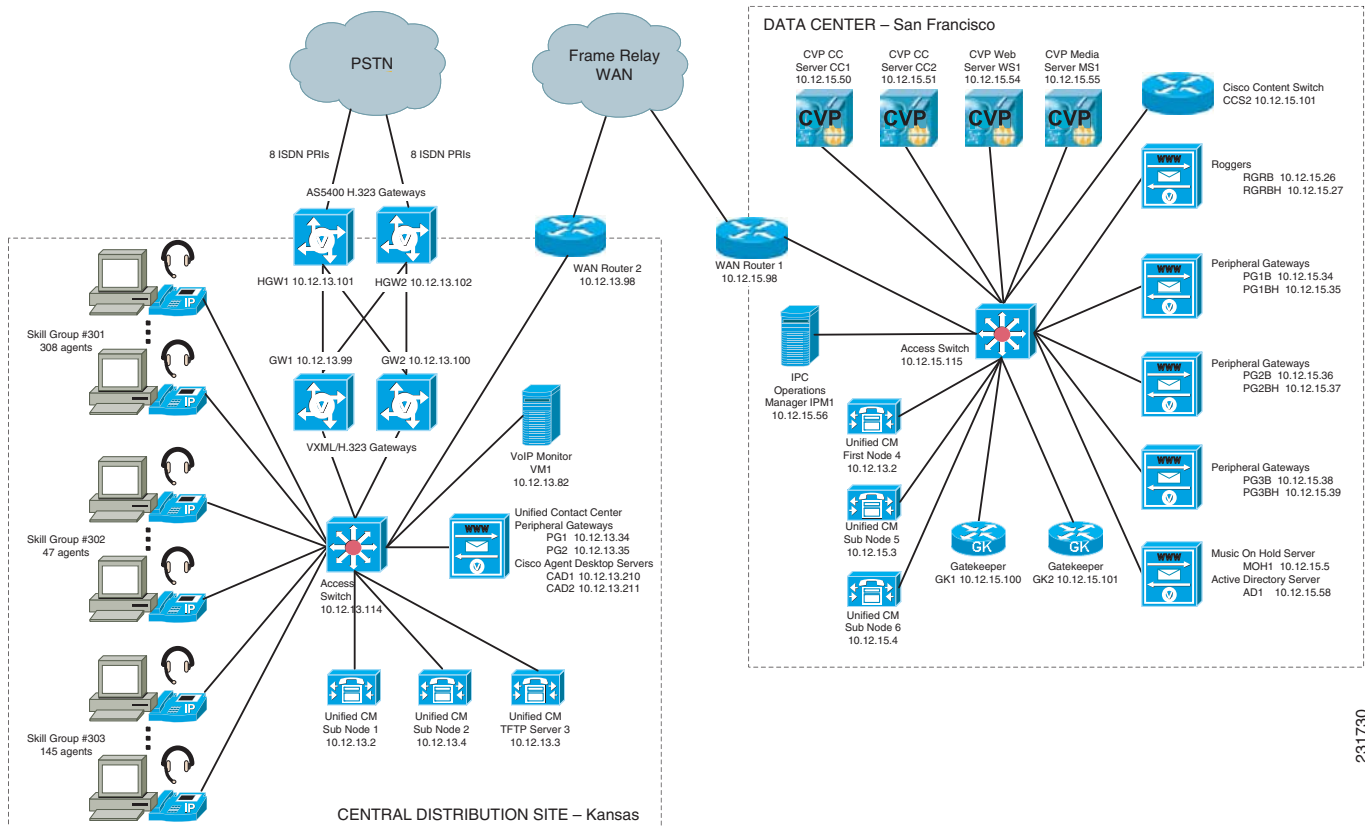 PSTN
Frame Relay
WAN
8 ISDN PRIs
8 ISDN PRIs
AS5400 H.323 Gateways
V
V
HGW1 10.12.13.101
HGW2 10.12.13.102
WAN Router 2
10.12.13.98
WAN Router 1
10.12.15.98
GW1 10.12.13.99
GW2 10.12.13.100
V
V
VXML/H.323 Gateways
IP
Skill Group #301
308 agents
IP
IP
Skill Group #302
47 agents
IP
IP
Skill Group #303
145 agents
IP
VoIP Monitor
VM1
10.12.13.82
WWW
V
Unified Contact Center
Peripheral Gateways
PG1 10.12.13.34
PG2 10.12.13.35
Cisco Agent Desktop Servers
CAD1 10.12.13.210
CAD2 10.12.13.211
Access
Switch
10.12.13.114
Unified CM
Sub Node 1
10.12.13.2
Unified CM
Sub Node 2
10.12.13.4
Unified CM
TFTP Server 3
10.12.13.3
CENTRAL DISTRIBUTION SITE – Kansas
DATA CENTER – San Francisco
CVP CC
Server CC1
10.12.15.50
CVP CC
Server CC2
10.12.15.51
CVP Web
Server WS1
10.12.15.54
CVP Media
Server MS1
10.12.15.55
CVP
CVP
CVP
CVP
Cisco Content Switch
CCS2 10.12.15.101
WWW
V
Roggers
RGRB 10.12.15.26
RGRBH 10.12.15.27
WWW
V
Peripheral Gateways
PG1B 10.12.15.34
PG1BH 10.12.15.35
WWW
V
Peripheral Gateways
PG2B 10.12.15.36
PG2BH 10.12.15.37
WWW
V
Peripheral Gateways
PG3B 10.12.15.38
PG3BH 10.12.15.39
WWW
V
Music On Hold Server
MOH1 10.12.15.5
Active Directory Server
AD1 10.12.15.58
Access Switch
10.12.15.115
IPC
Operations
Manager IPM1
10.12.15.56
Unified CM
First Node 4
10.12.13.2
Unified CM
Sub Node 5
10.12.15.3
Unified CM
Sub Node 6
10.12.15.4
GK
Gatekeeper
GK1 10.12.15.100
GK
Gatekeeper
GK2 10.12.15.101
231730